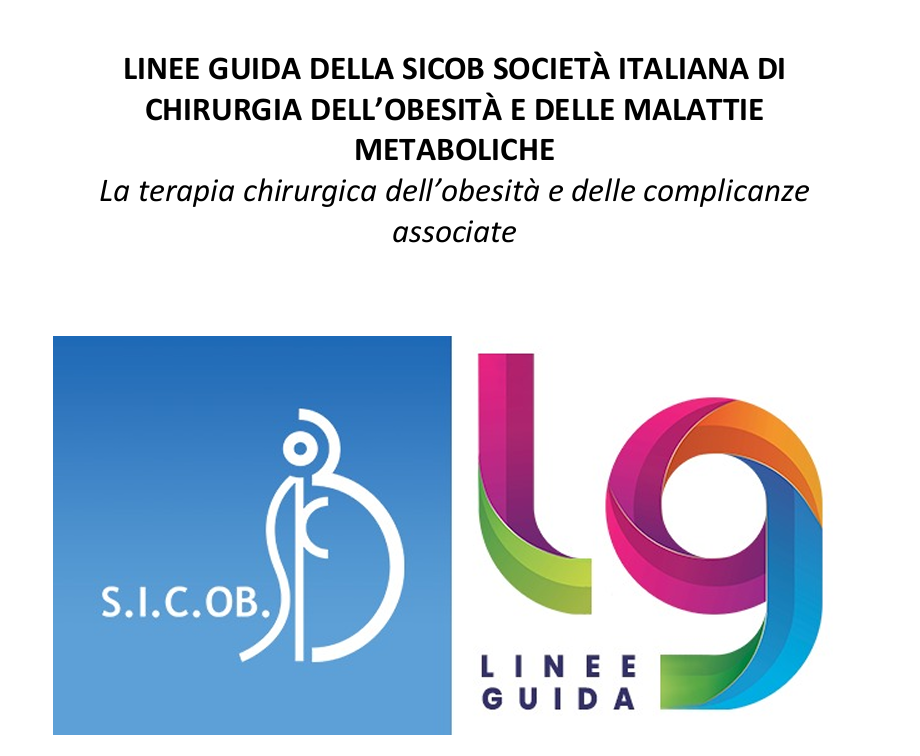 LINEE GUIDA DELLA SICOB SOCIETÀ ITALIANA DI
CHIRURGIA DELL’OBESITÀ E DELLE MALATTIE
METABOLICHE
La terapia chirurgica dell’obesità e delle complicanze
associate
S.I.C.OB.
lg
LINEE
GUIDA